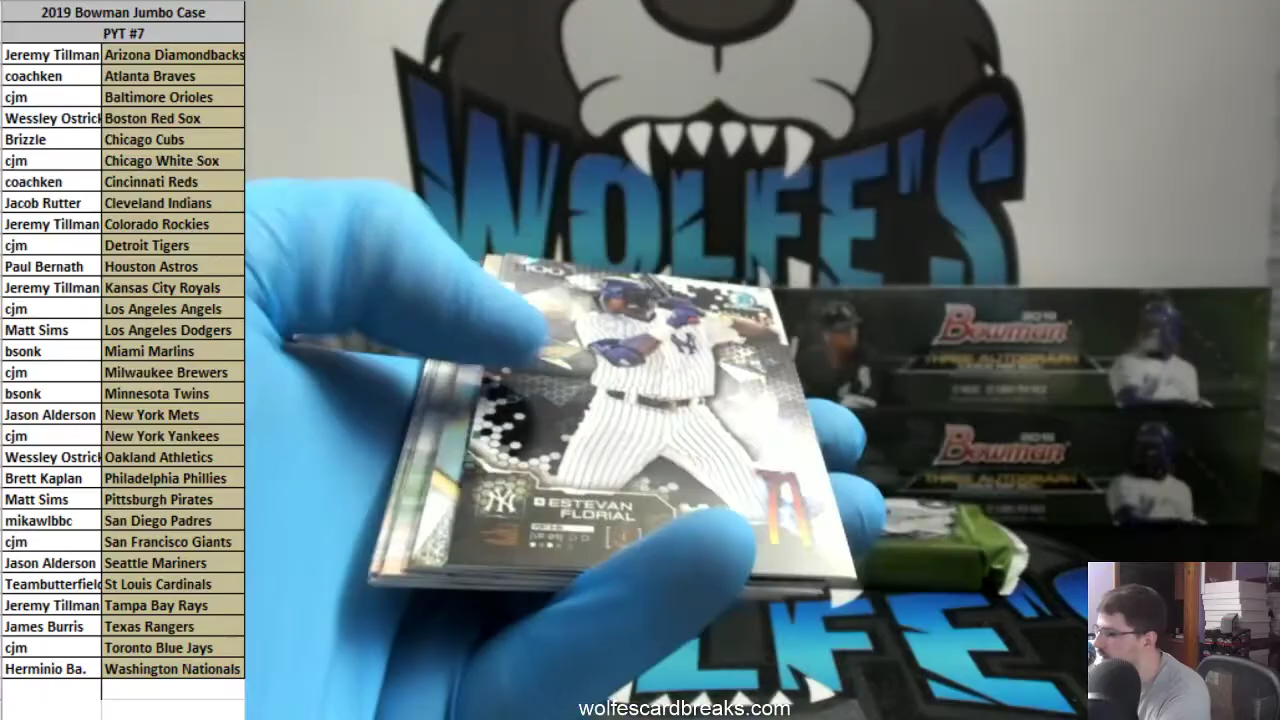 2019 Bowman Jumbo Case
PYT #7
Jeremy Tillman Arizona Diamondbacks
coachken Atlanta Braves
cjm Baltimore Orioles
Wessley Ostrick Boston Red Sox
Brizzle Chicago Cubs
cjm Chicago White Sox
coachken Cincinnati Reds
Jacob Rutter Cleveland Indians
Jeremy Tillman Colorado Rockies
cjm Detroit Tigers
Paul Bernath Houston Astros
Jeremy Tillman Kansas City Royals
cjm Los Angeles Angels
Matt Sims Los Angeles Dodgers
bsonk Miami Marlins
cjm Milwaukee Brewers
bsonk Minnesota Twins
Jason Alderson New York Mets
cjm New York Yankees
Wessley Ostrick Oakland Athletics
Brett Kaplan Philadelphia Phillies
Matt Sims Pittsburgh Pirates
mikawlbbc San Diego Padres
cjm San Francisco Giants
Jason Alderson Seattle Mariners
Teambutterfield St Louis Cardinals
Jeremy Tillman Tampa Bay Rays
James Burris Texas Rangers
cjm Toronto Blue Jays
Herminio Ba. Washington Nationals
WOLFE'S
2019
Bowman
THREE AUTOGRAPH
2019
Bowman
ESTEVAN
FLORIAL
LFE'S
wolfescardbreaks.com